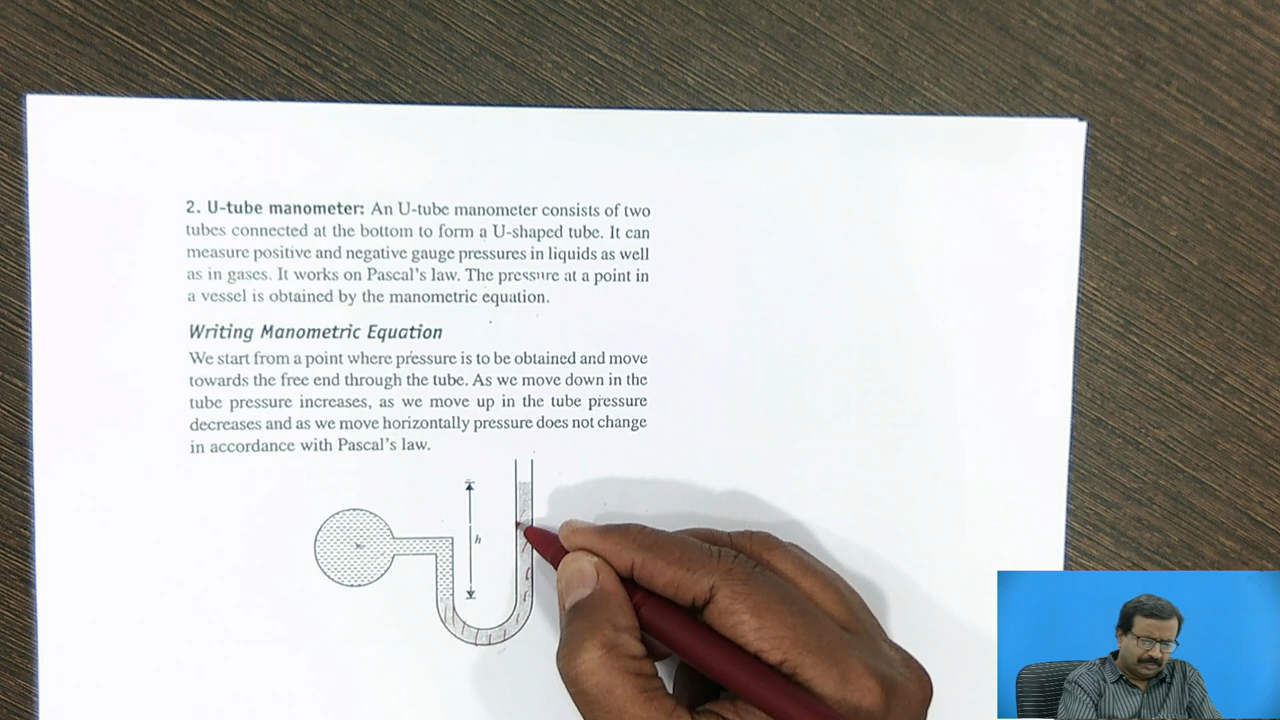 2. U-tube manometer: An U-tube manometer consists of two
tubes connected at the bottom to form a U-shaped tube. It can
measure positive and negative gauge pressures in liquids as well
as in gases. It works on Pascal's law. The pressure at a point in
a vessel is obtained by the manometric equation.
Writing Manometric Equation
We start from a point where pressure is to be obtained and move
towards the free end through the tube. As we move down in the
tube pressure increases, as we move up in the tube pressure
decreases and as we move horizontally pressure does not change
in accordance with Pascal's law.
h